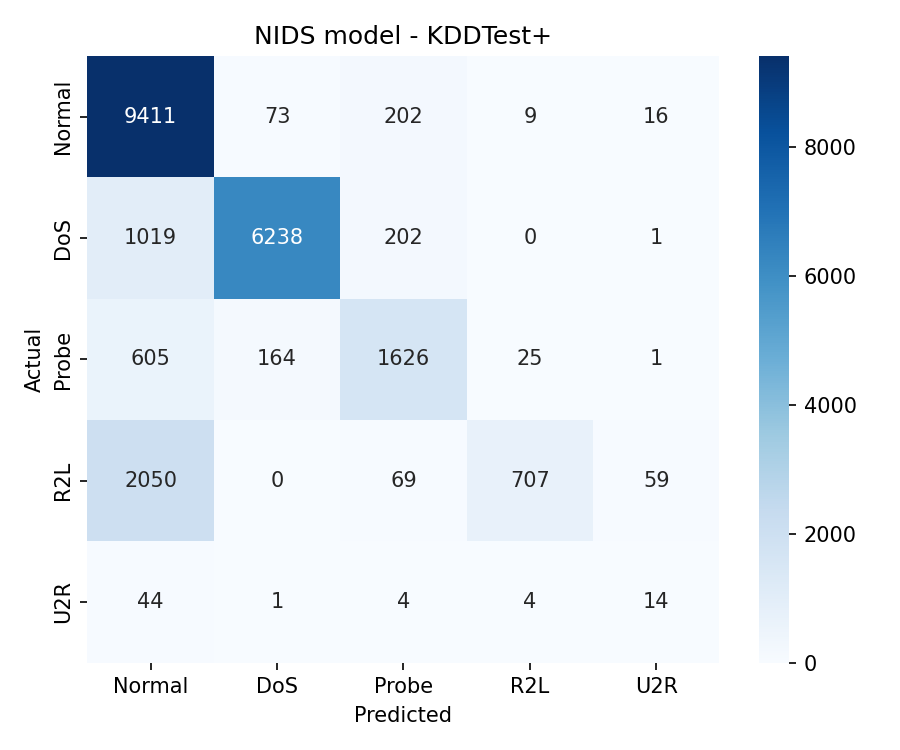 NIDS model - KDDTest+
Actual
Normal 9411 73 202 9 16
DoS 1019 6238 202 0 1
Probe 605 164 1626 25 1
R2L 2050 0 69 707 59
U2R 44 1 4 4 14
Normal DoS Probe R2L U2R
Predicted
8000
6000
4000
2000
0